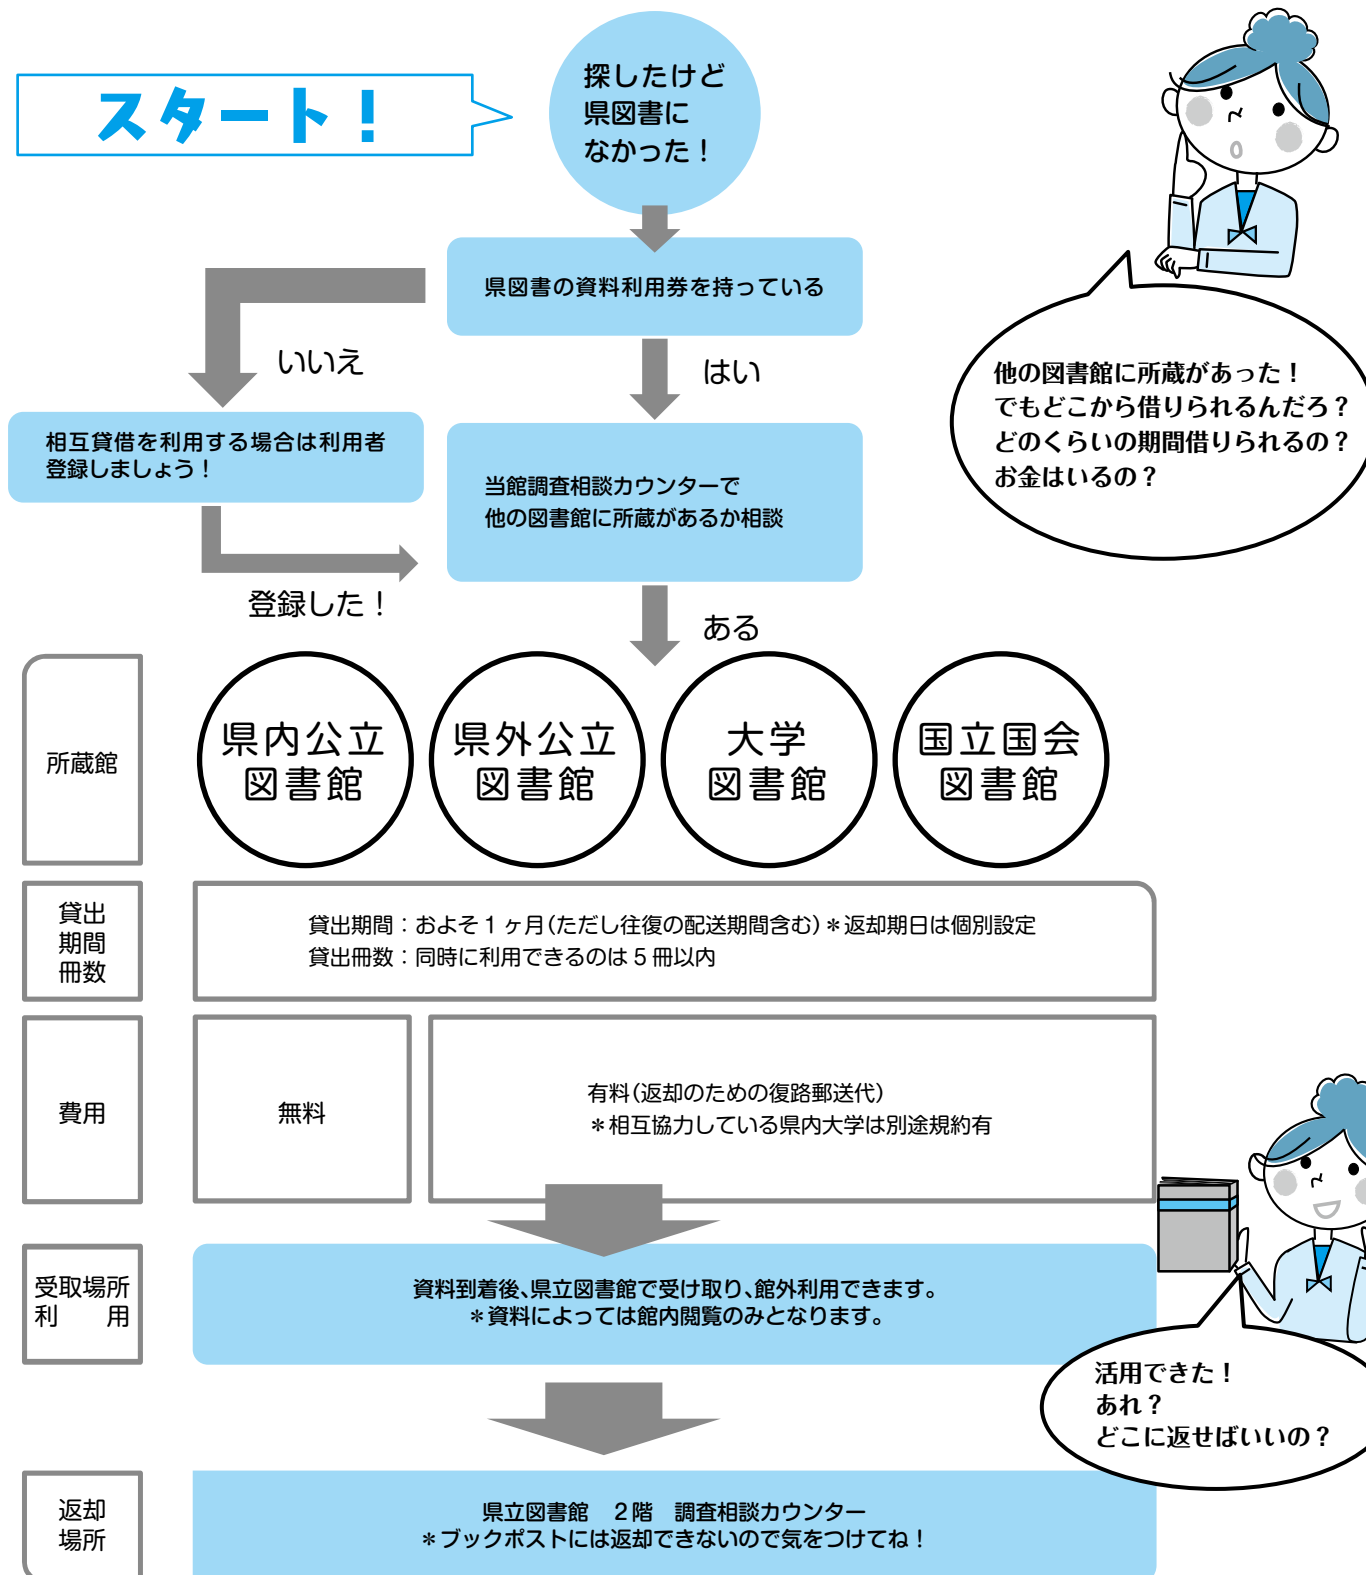 スタート！
探したけど
県図書に
なかった！
県図書の資料利用券を持っている
いいえ
はい
他の図書館に所蔵があった！
でもどこから借りられるんだろ？
どのくらいの期間借りられるの？
お金はいるの？
相互貸借を利用する場合は利用者
登録しましょう！
当館調査相談カウンターで
他の図書館に所蔵があるか相談
登録した！
ある
所蔵館
県内公立
図書館
県外公立
図書館
大学
図書館
国立国会
図書館
貸出
期間
冊数
貸出期間：およそ１ヶ月（ただし往復の配送期間含む）＊返却期日は個別設定
貸出冊数：同時に利用できるのは５冊以内
費用
無料
有料（返却のための復路郵送代）
＊相互協力している県内大学は別途規約有
受取場所
利　用
資料到着後、県立図書館で受け取り、館外利用できます。
＊資料によっては館内閲覧のみとなります。
活用できた！
あれ？
どこに返せばいいの？
返却
場所
県立図書館　２階　調査相談カウンター
＊ブックポストには返却できないので気をつけてね！